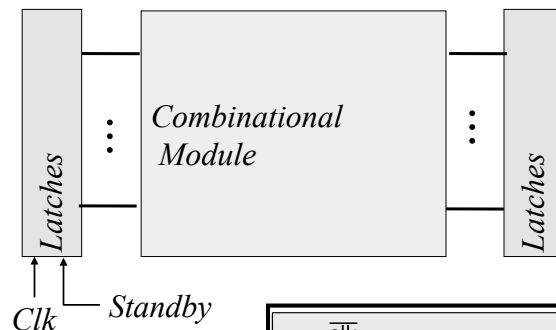 Latches
Combinational
Module
Latches
Clk
Standby